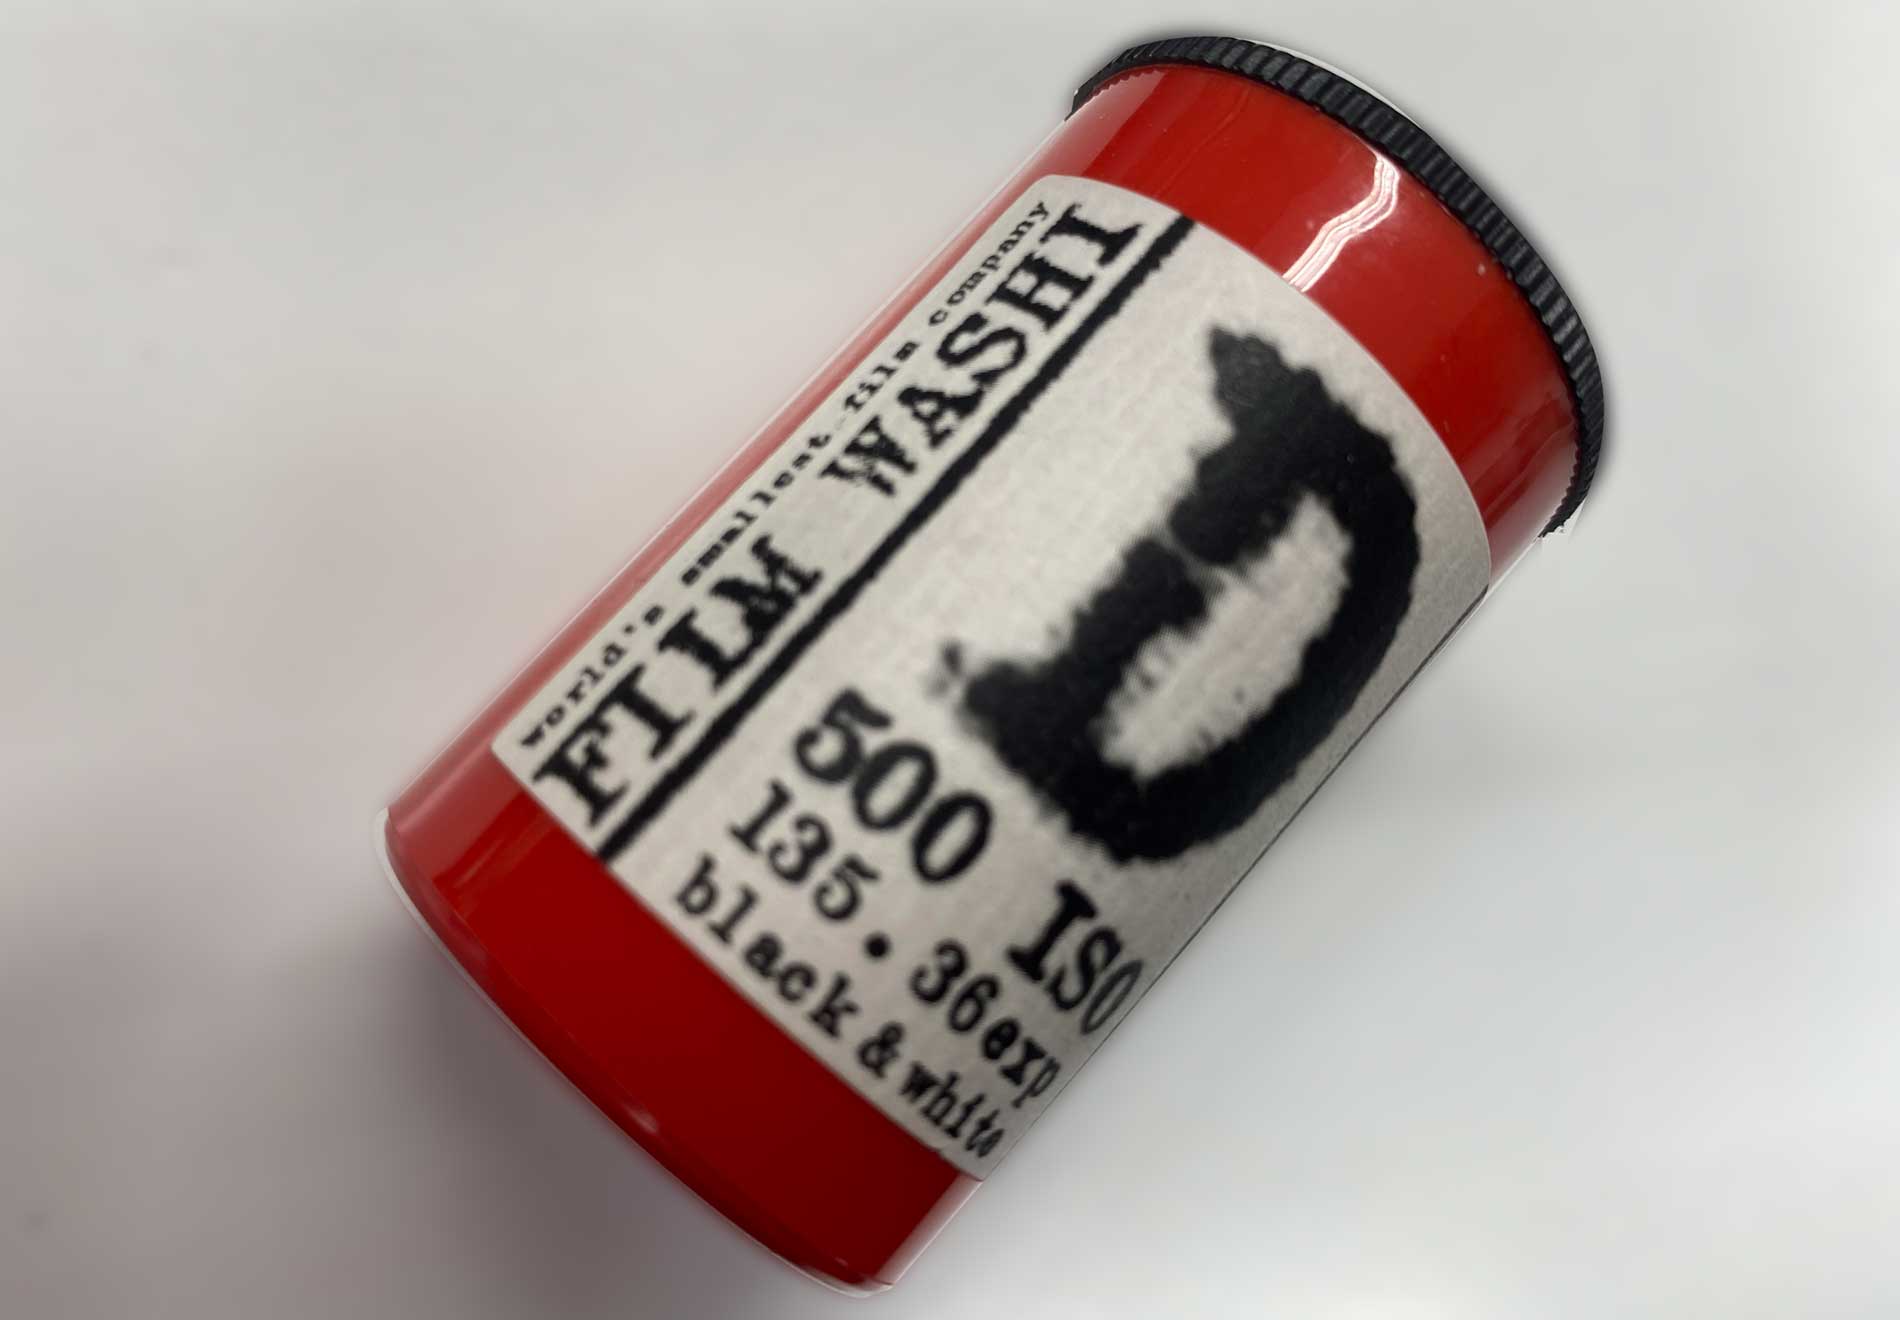 world's smallest film company
FILM WASHI
D
500 ISO
135 • 36exp
black & white